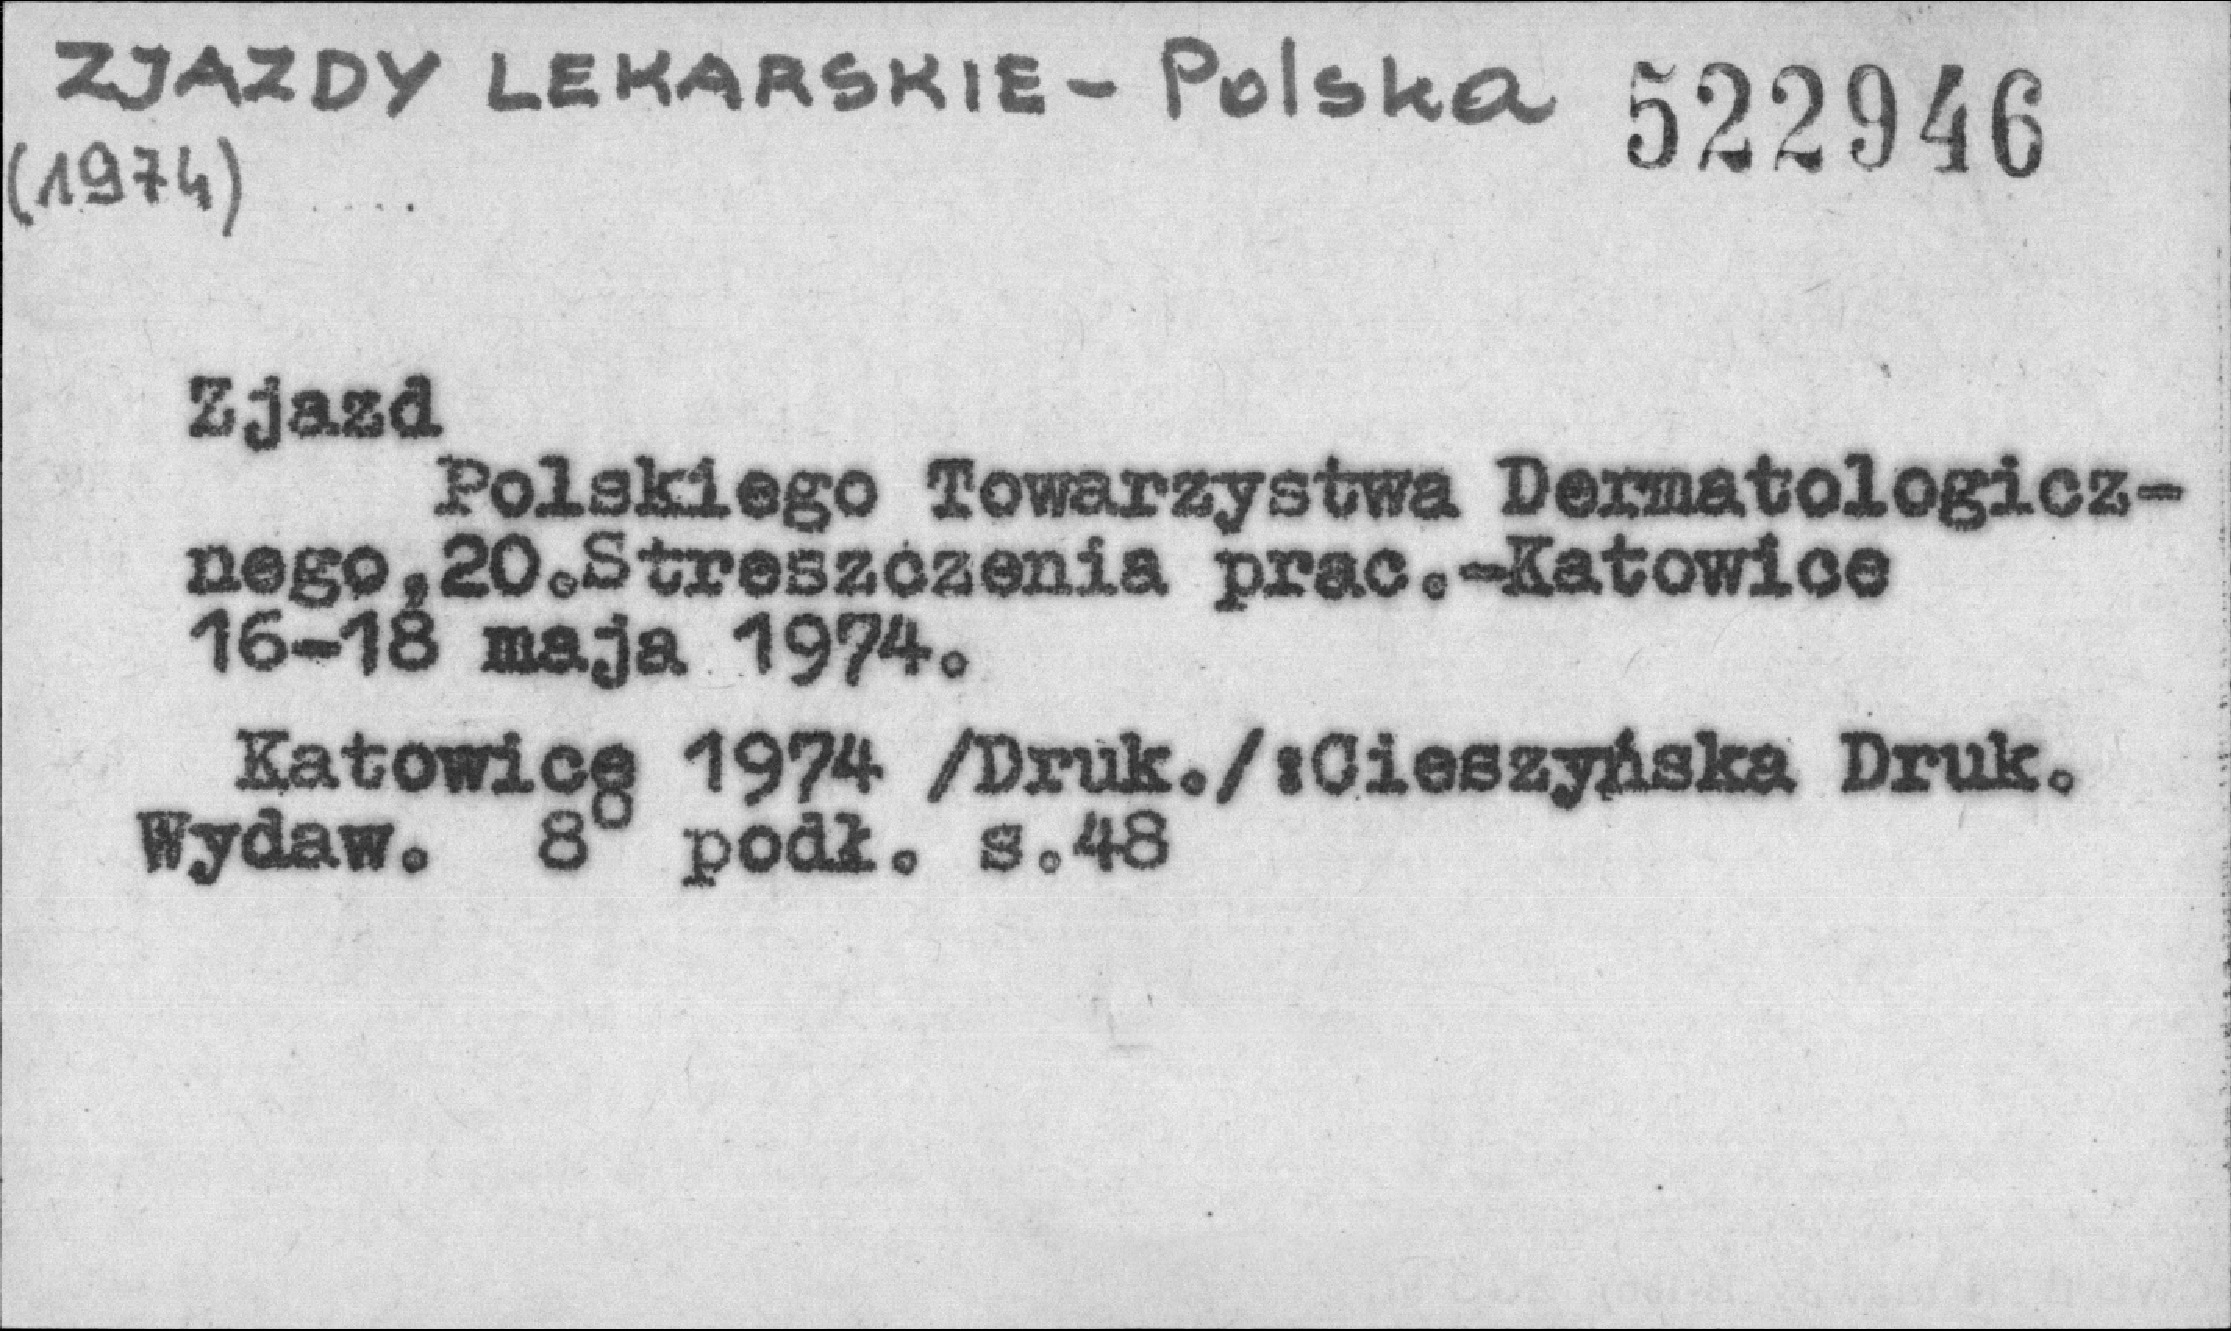 ZJAZDY LEKARSKIE - Polska 522946
(1974)
Zjazd
Polskiego Towarzystwa Dermatologicz-
nego,20.Streszczenia prac.-Katowice
16-18 maja 1974.
Katowice 1974 /Druk./:Cieszyńska Druk.
Wydaw. 8° podł. s.48